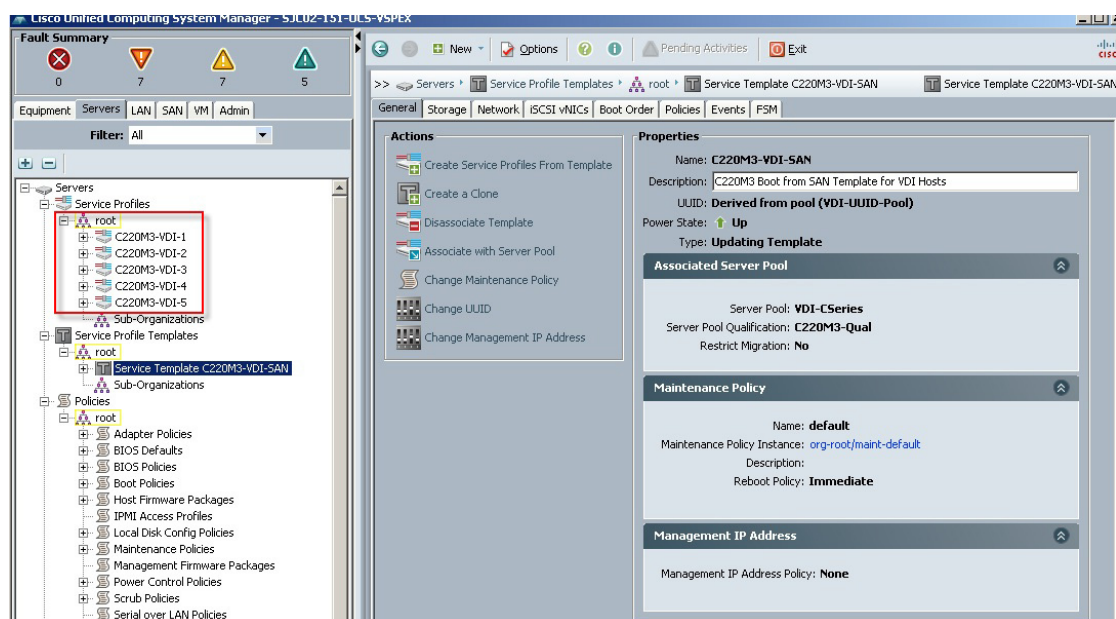 Cisco Unified Computing System Manager - SJC02-151-UCS-VSPEX
Fault Summary
0 7 7 5
New Options Pending Activities Exit
cisco
>> Servers Service Profile Templates root Service Template C220M3-VDI-SAN Service Template C220M3-VDI-SAN
Equipment Servers LAN SAN VM Admin
Filter: All
Servers
Service Profiles
root
C220M3-VDI-1
C220M3-VDI-2
C220M3-VDI-3
C220M3-VDI-4
C220M3-VDI-5
Sub-Organizations
Service Profile Templates
root
Service Template C220M3-VDI-SAN
Sub-Organizations
Policies
root
Adapter Policies
BIOS Defaults
BIOS Policies
Boot Policies
Host Firmware Packages
IPMI Access Profiles
Local Disk Config Policies
Maintenance Policies
Management Firmware Packages
Power Control Policies
Scrub Policies
Serial over LAN Policies
General Storage Network iSCSI vNICs Boot Order Policies Events FSM
Actions
Create Service Profiles From Template
Create a Clone
Disassociate Template
Associate with Server Pool
Change Maintenance Policy
Change UUID
Change Management IP Address
Properties
Name: C220M3-VDI-SAN
Description: C220M3 Boot from SAN Template for VDI Hosts
UUID: Derived from pool (VDI-UUID-Pool)
Power State: Up
Type: Updating Template
Associated Server Pool
Server Pool: VDI-CSeries
Server Pool Qualification: C220M3-Qual
Restrict Migration: No
Maintenance Policy
Name: default
Maintenance Policy Instance: org-root/maint-default
Description:
Reboot Policy: Immediate
Management IP Address
Management IP Address Policy: None